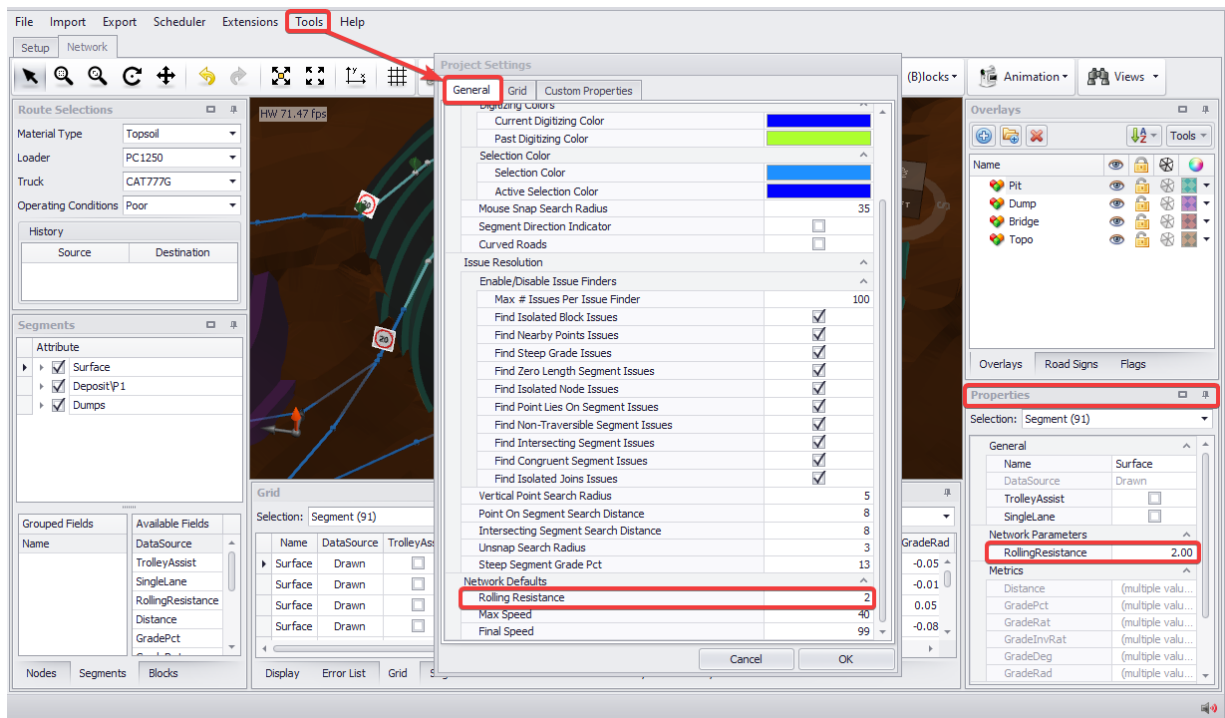 File Import Export Scheduler Extensions Tools Help
Setup Network
(B)locks Animation Views
Route Selections
Material Type Topsoil
Loader PC1250
Truck CAT777G
Operating Conditions Poor
History
Source Destination
Segments
Attribute
Surface
Deposit\P1
Dumps
Grouped Fields Available Fields
Name DataSource
TrolleyAssist
SingleLane
RollingResistance
Distance
GradePct
Nodes Segments Blocks
HW 71.47 fps
20
Project Settings
General Grid Custom Properties
Digitizing Colors
Current Digitizing Color
Past Digitizing Color
Selection Color
Selection Color
Active Selection Color
Mouse Snap Search Radius 35
Segment Direction Indicator
Curved Roads
Issue Resolution
Enable/Disable Issue Finders
Max # Issues Per Issue Finder 100
Find Isolated Block Issues
Find Nearby Points Issues
Find Steep Grade Issues
Find Zero Length Segment Issues
Find Isolated Node Issues
Find Point Lies On Segment Issues
Find Non-Traversible Segment Issues
Find Intersecting Segment Issues
Find Congruent Segment Issues
Find Isolated Joins Issues
Vertical Point Search Radius 5
Point On Segment Search Distance 8
Intersecting Segment Search Distance 8
Unsnap Search Radius 3
Steep Segment Grade Pct 13
Network Defaults
Rolling Resistance 2
Max Speed 40
Final Speed 99
Cancel OK
Grid
Selection: Segment (91)
Name DataSource TrolleyAs GradeRad
Surface Drawn -0.05
Surface Drawn -0.01
Surface Drawn 0.05
Surface Drawn -0.08
Display Error List Grid
Overlays
Tools
Name
Pit
Dump
Bridge
Topo
Overlays Road Signs Flags
Properties
Selection: Segment (91)
General
Name Surface
DataSource Drawn
TrolleyAssist
SingleLane
Network Parameters
RollingResistance 2.00
Metrics
Distance (multiple valu...
GradePct (multiple valu...
GradeRat (multiple valu...
GradeInvRat (multiple valu...
GradeDeg (multiple valu...
GradeRad (multiple valu...